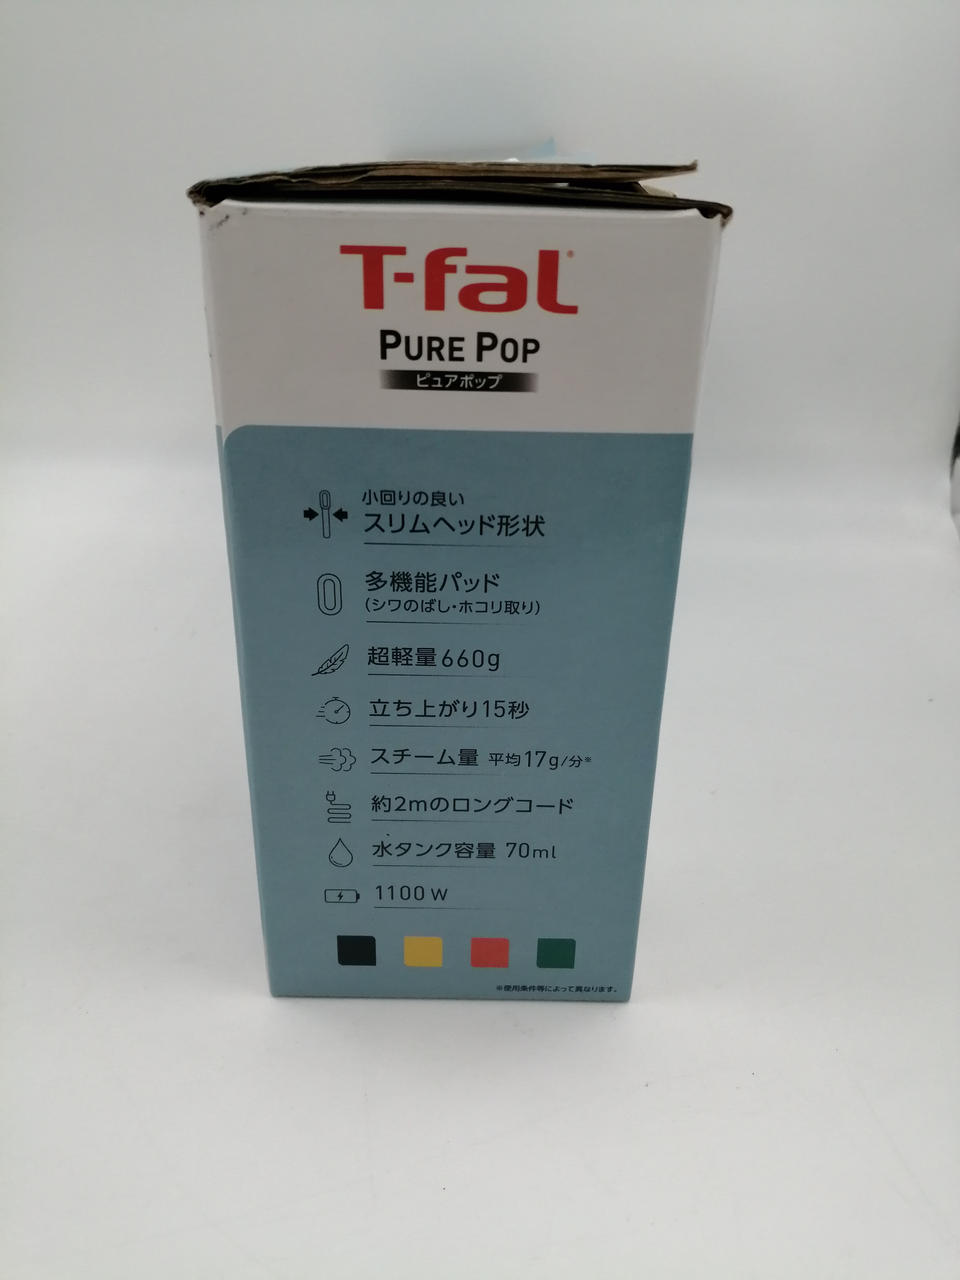 T-fal
PURE POP
ピュアポップ
小回りの良い
スリムヘッド形状
多機能パッド
(シワのばし・ホコリ取り)
超軽量660g
立ち上がり15秒
スチーム量 平均17g/分※
約2mのロングコード
水タンク容量 70ml
1100W
※使用条件等によって異なります。